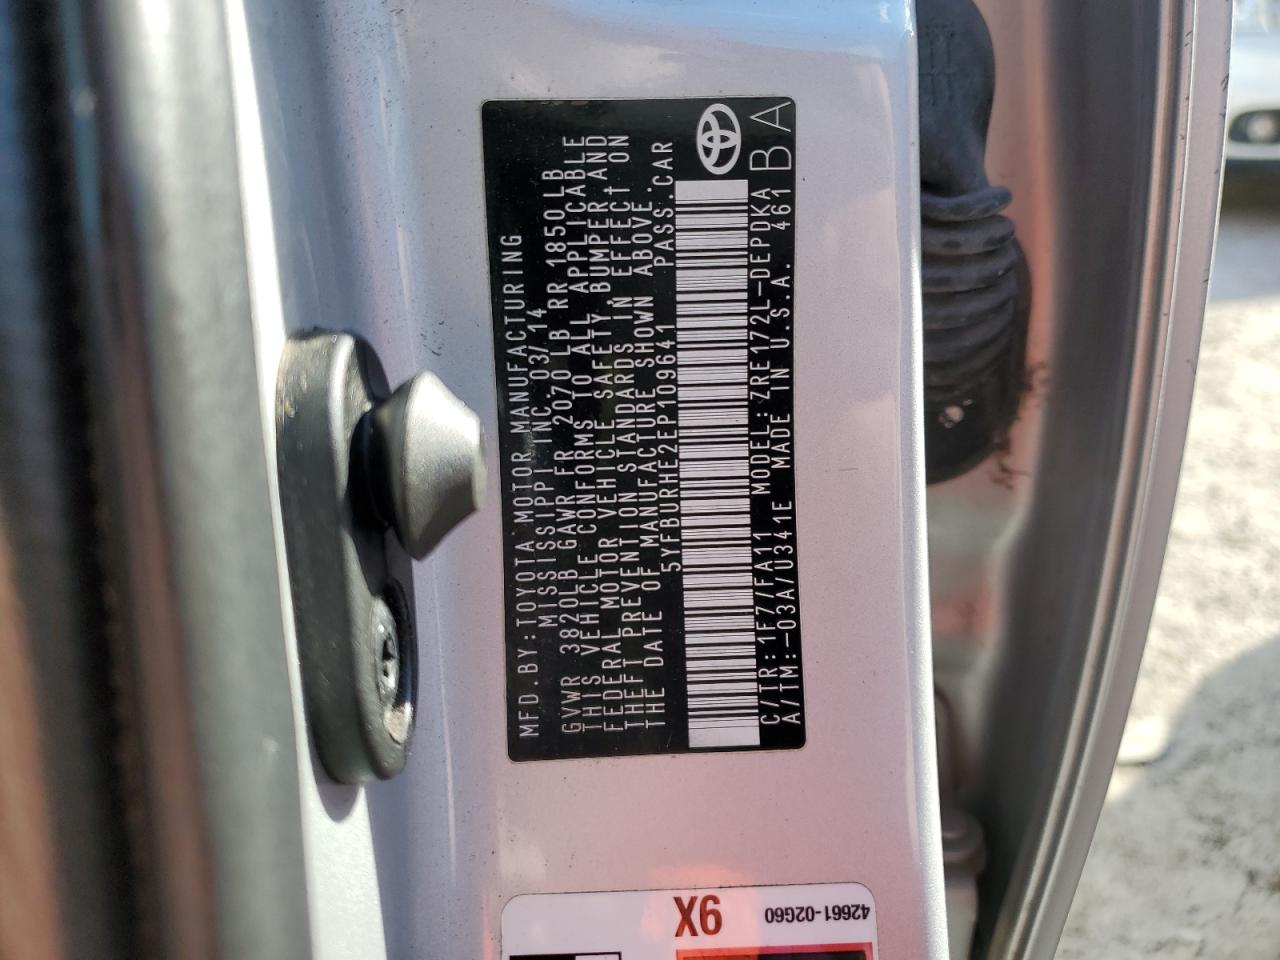 MFD.BY:TOYOTA MOTOR MANUFACTURING
MISSISSIPPI INC. 03/14
GVWR 3820LB GAWR FR 2070 LB RR 1850LB
THIS VEHICLE CONFORMS TO ALL APPLICABLE
FEDERAL MOTOR VEHICLE SAFETY, BUMPER, AND
THEFT PREVENTION STANDARDS IN EFFECT ON
THE DATE OF MANUFACTURE SHOWN ABOVE.
5YFBURHE2EP109641 PASS.CAR
C/TR:1F7/FA11 MODEL:ZRE172L-DEPDKA
A/TM:-03A/U341E MADE IN U.S.A. 461
BA
9X
42661-02G60